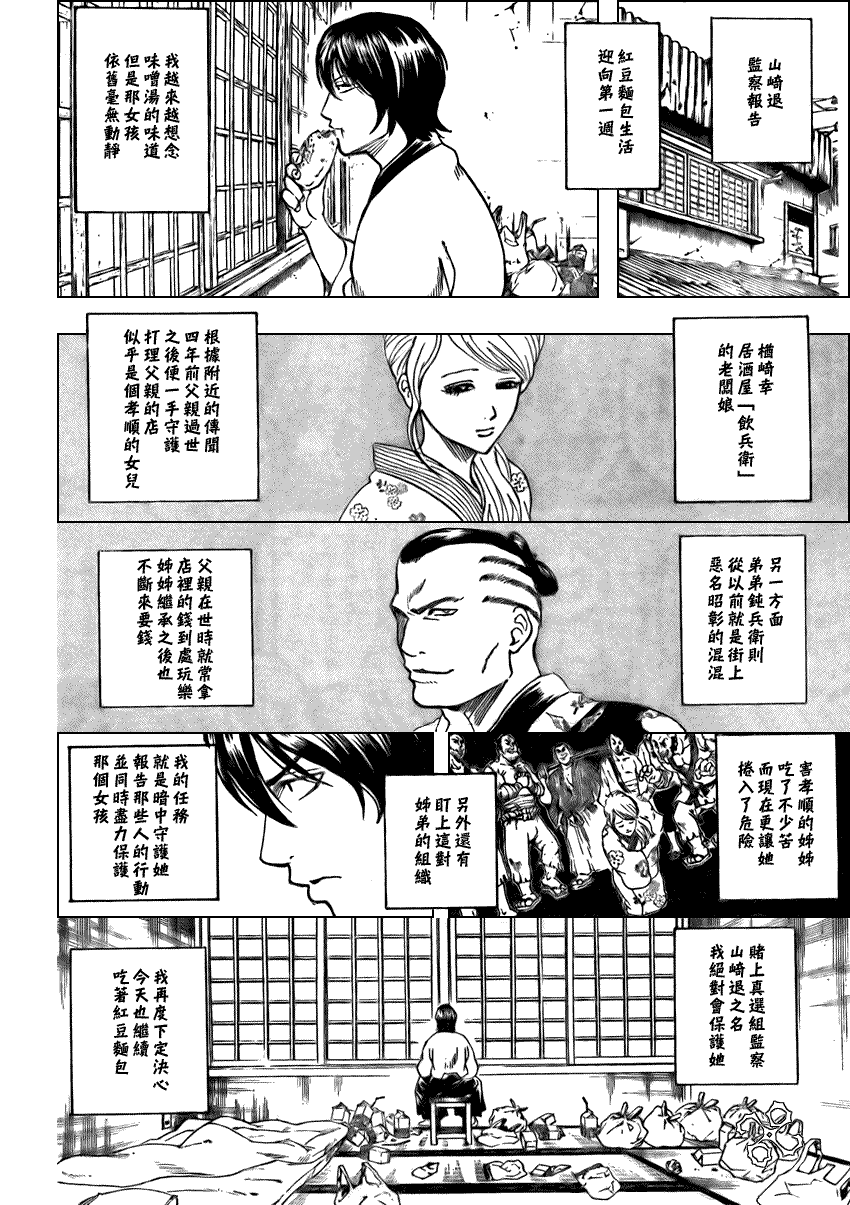 山崎退
監察報告
紅豆麵包生活
迎向第一週
我越來越想念
味噌湯的味道
但是那女孩
依舊毫無動靜
楢崎幸
居酒屋「飲兵衛」
的老闆娘
根據附近的傳聞
四年前父親過世
之後便一手守護
打理父親的店
似乎是個孝順的女兒
另一方面
弟弟鈍兵衛則
從以前就是街上
惡名昭彰的混混
父親在世時就常拿
店裡的錢到處玩樂
姊姊繼承之後也
不斷來要錢
害孝順的姊姊
吃了不少苦
而現在更讓她
捲入了危險
另外還有
盯上這對
姊弟的組織
我的任務
就是暗中守護她
報告那些人的行動
並同時盡力保護
那個女孩
賭上真選組監察
山崎退之名
我絕對會保護她
我再度下定決心
今天也繼續
吃著紅豆麵包